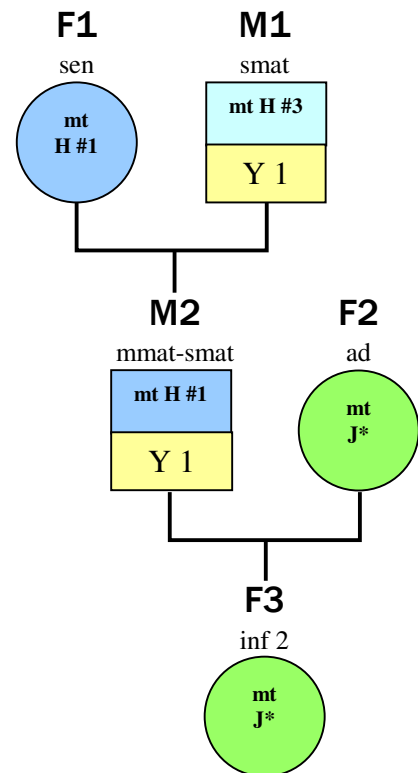 F1 M1
sen smat
mt
H #1
mt H #3
Y 1
M2 F2
mmat-smat ad
mt H #1
Y 1
mt
J*
F3
inf 2
mt
J*